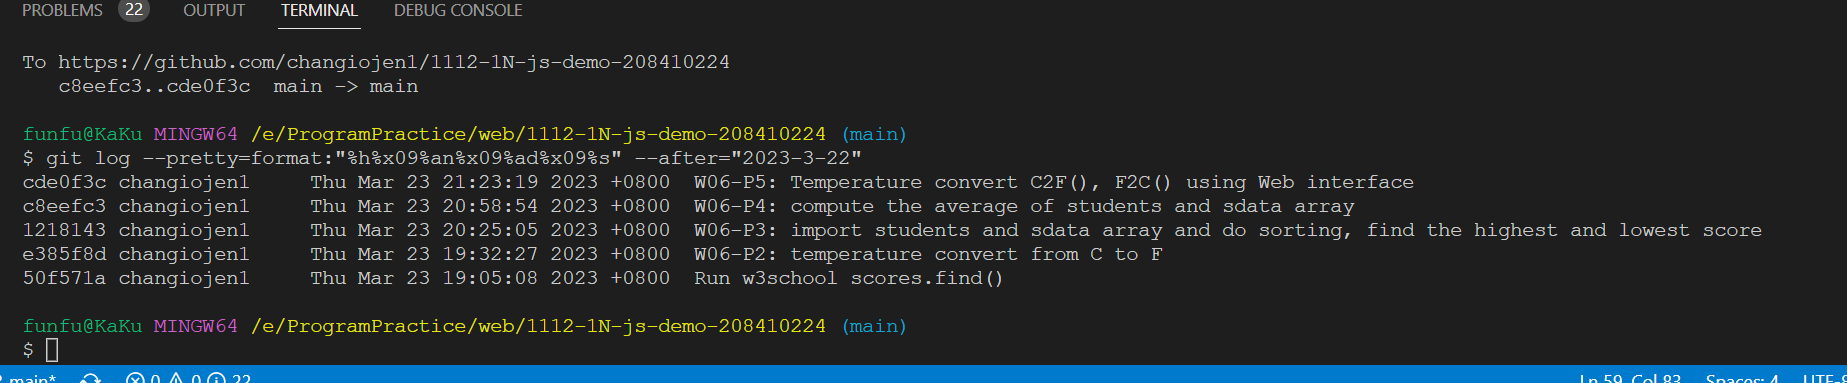 PROBLEMS 22 OUTPUT TERMINAL DEBUG CONSOLE
To https://github.com/changiojen1/1112-1N-js-demo-208410224
   c8eefc3..cde0f3c  main -> main
funfu@KaKu MINGW64 /e/ProgramPractice/web/1112-1N-js-demo-208410224 (main)
$ git log --pretty=format:"%h%x09%an%x09%ad%x09%s" --after="2023-3-22"
cde0f3c changiojen1     Thu Mar 23 21:23:19 2023 +0800  W06-P5: Temperature convert C2F(), F2C() using Web interface
c8eefc3 changiojen1     Thu Mar 23 20:58:54 2023 +0800  W06-P4: compute the average of students and sdata array
1218143 changiojen1     Thu Mar 23 20:25:05 2023 +0800  W06-P3: import students and sdata array and do sorting, find the highest and lowest score
e385f8d changiojen1     Thu Mar 23 19:32:27 2023 +0800  W06-P2: temperature convert from C to F
50f571a changiojen1     Thu Mar 23 19:05:08 2023 +0800  Run w3school scores.find()
funfu@KaKu MINGW64 /e/ProgramPractice/web/1112-1N-js-demo-208410224 (main)
$
main* 0 0 22 Ln 59, Col 83 Spaces: 4 UTF-8